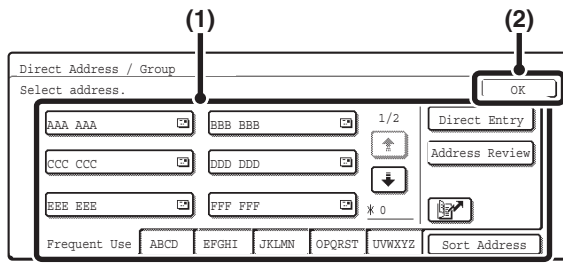 (1) (2)
Direct Address / Group
Select address. OK
AAA AAA BBB BBB 1/2 Direct Entry
CCC CCC DDD DDD Address Review
EEE EEE FFF FFF 0
Frequent Use ABCD EFGHI JKLMN OPQRST UVWXYZ Sort Address